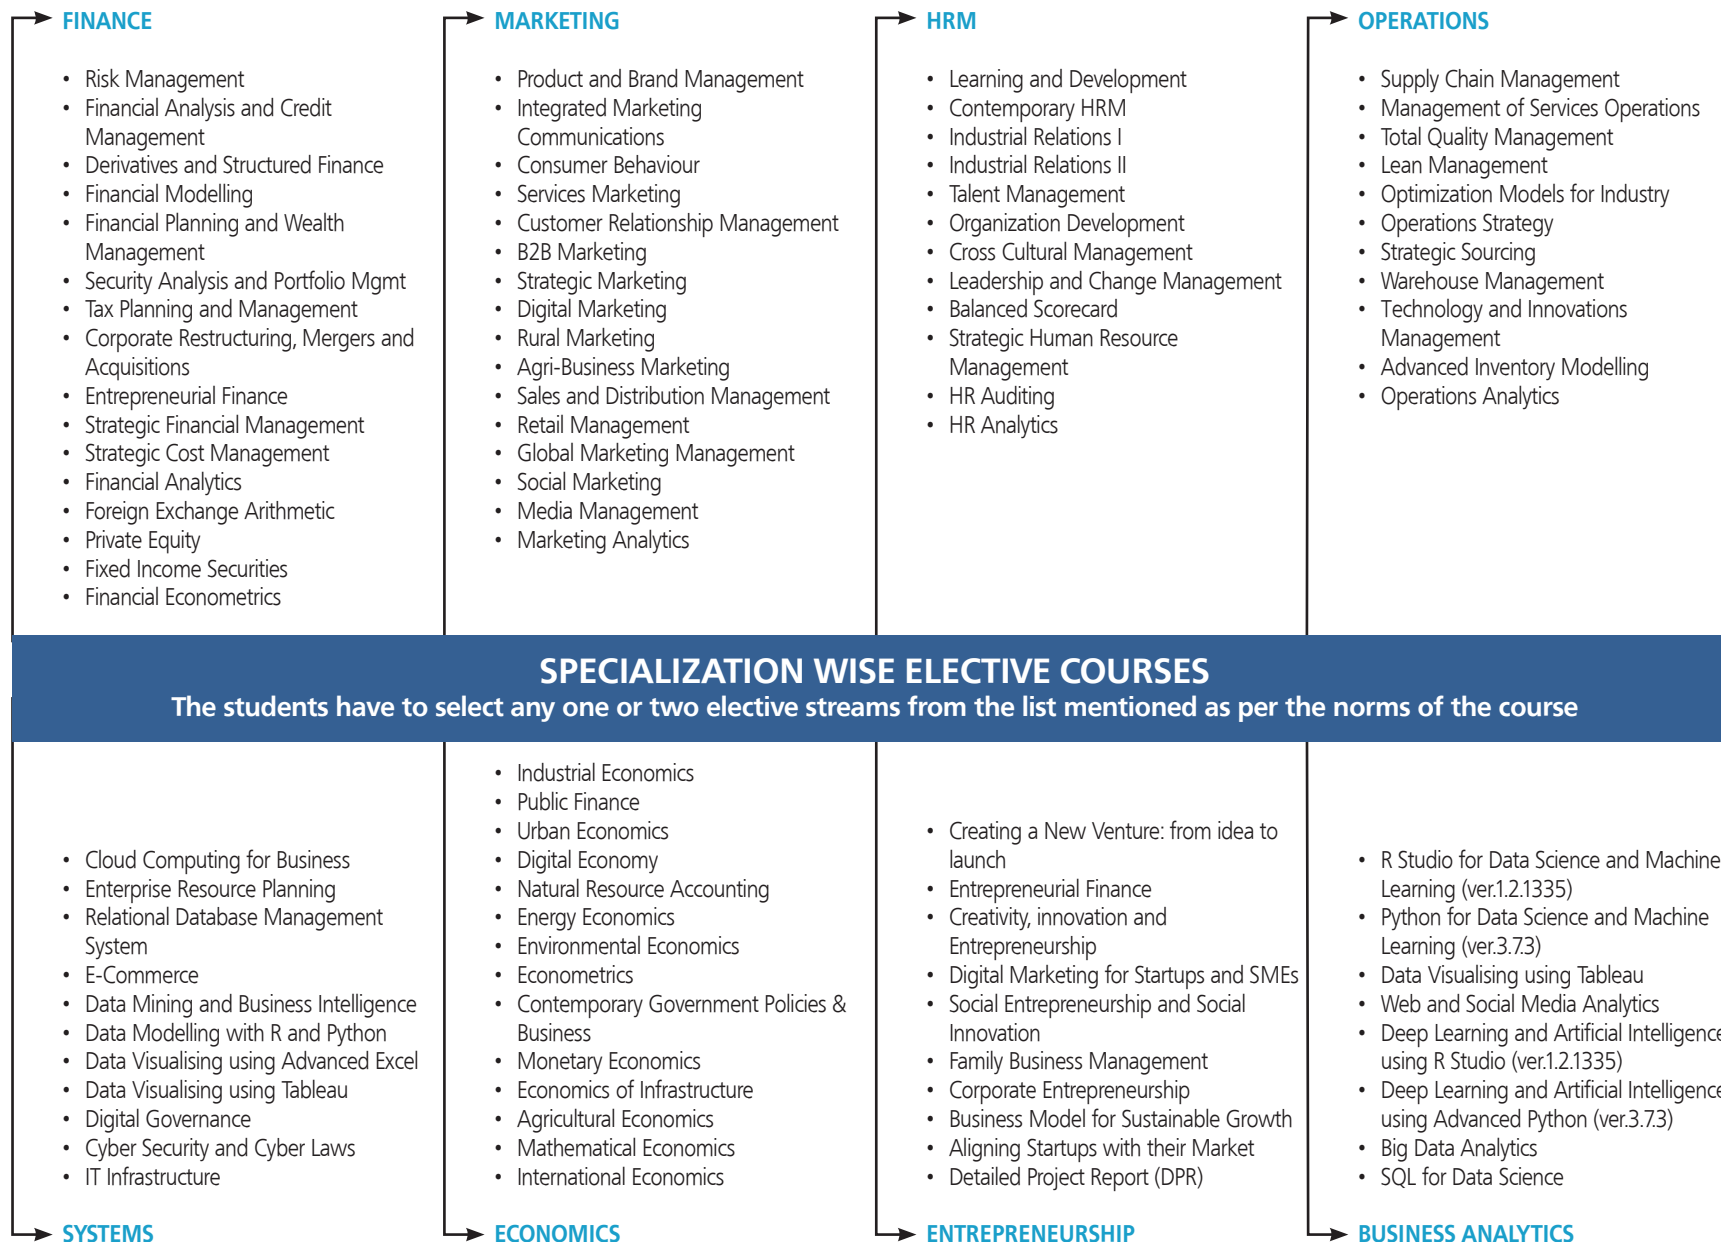 FINANCE
• Risk Management
• Financial Analysis and Credit
Management
• Derivatives and Structured Finance
• Financial Modelling
• Financial Planning and Wealth
Management
• Security Analysis and Portfolio Mgmt
• Tax Planning and Management
• Corporate Restructuring, Mergers and
Acquisitions
• Entrepreneurial Finance
• Strategic Financial Management
• Strategic Cost Management
• Financial Analytics
• Foreign Exchange Arithmetic
• Private Equity
• Fixed Income Securities
• Financial Econometrics
MARKETING
• Product and Brand Management
• Integrated Marketing
Communications
• Consumer Behaviour
• Services Marketing
• Customer Relationship Management
• B2B Marketing
• Strategic Marketing
• Digital Marketing
• Rural Marketing
• Agri-Business Marketing
• Sales and Distribution Management
• Retail Management
• Global Marketing Management
• Social Marketing
• Media Management
• Marketing Analytics
HRM
• Learning and Development
• Contemporary HRM
• Industrial Relations I
• Industrial Relations II
• Talent Management
• Organization Development
• Cross Cultural Management
• Leadership and Change Management
• Balanced Scorecard
• Strategic Human Resource
Management
• HR Auditing
• HR Analytics
OPERATIONS
• Supply Chain Management
• Management of Services Operations
• Total Quality Management
• Lean Management
• Optimization Models for Industry
• Operations Strategy
• Strategic Sourcing
• Warehouse Management
• Technology and Innovations
Management
• Advanced Inventory Modelling
• Operations Analytics
SPECIALIZATION WISE ELECTIVE COURSES
The students have to select any one or two elective streams from the list mentioned as per the norms of the course
• Cloud Computing for Business
• Enterprise Resource Planning
• Relational Database Management
System
• E-Commerce
• Data Mining and Business Intelligence
• Data Modelling with R and Python
• Data Visualising using Advanced Excel
• Data Visualising using Tableau
• Digital Governance
• Cyber Security and Cyber Laws
• IT Infrastructure
SYSTEMS
• Industrial Economics
• Public Finance
• Urban Economics
• Digital Economy
• Natural Resource Accounting
• Energy Economics
• Environmental Economics
• Econometrics
• Contemporary Government Policies &
Business
• Monetary Economics
• Economics of Infrastructure
• Agricultural Economics
• Mathematical Economics
• International Economics
ECONOMICS
• Creating a New Venture: from idea to
launch
• Entrepreneurial Finance
• Creativity, innovation and
Entrepreneurship
• Digital Marketing for Startups and SMEs
• Social Entrepreneurship and Social
Innovation
• Family Business Management
• Corporate Entrepreneurship
• Business Model for Sustainable Growth
• Aligning Startups with their Market
• Detailed Project Report (DPR)
ENTREPRENEURSHIP
• R Studio for Data Science and Machine
Learning (ver.1.2.1335)
• Python for Data Science and Machine
Learning (ver.3.7.3)
• Data Visualising using Tableau
• Web and Social Media Analytics
• Deep Learning and Artificial Intelligence
using R Studio (ver.1.2.1335)
• Deep Learning and Artificial Intelligence
using Advanced Python (ver.3.7.3)
• Big Data Analytics
• SQL for Data Science
BUSINESS ANALYTICS